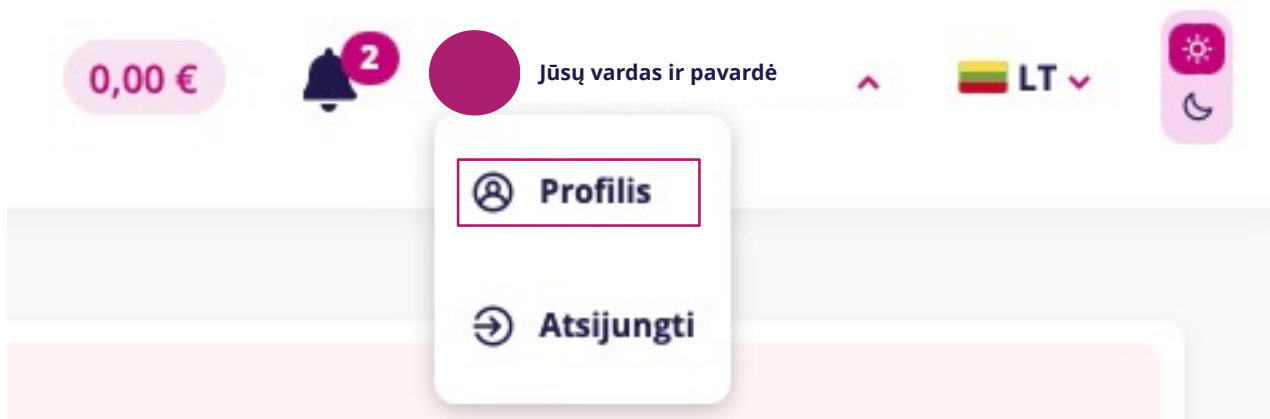 0,00 €
2
Jūsų vardas ir pavardė
LT
Profilis
Atsijungti